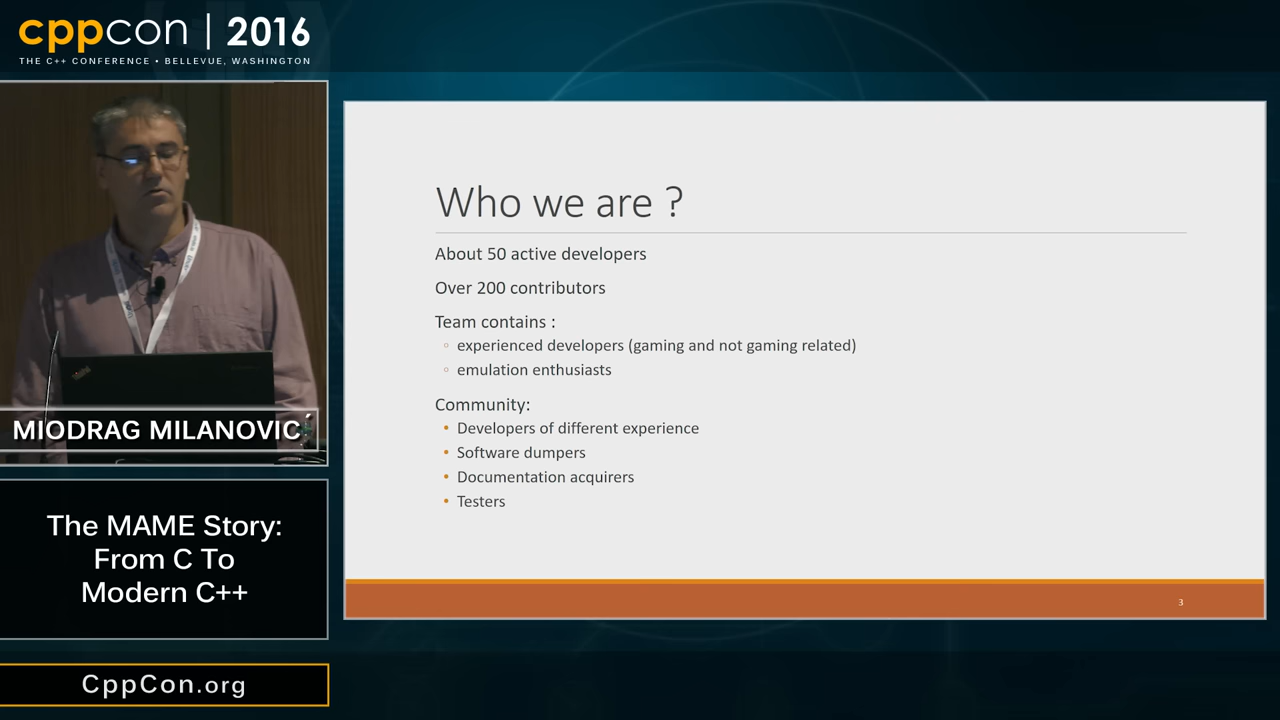 cppcon | 2016
THE C++ CONFERENCE • BELLEVUE, WASHINGTON
MIODRAG MILANOVIĆ
The MAME Story:
From C To
Modern C++
CppCon.org
Who we are ?
About 50 active developers
Over 200 contributors
Team contains :
◦ experienced developers (gaming and not gaming related)
◦ emulation enthusiasts
Community:
• Developers of different experience
• Software dumpers
• Documentation acquirers
• Testers
3